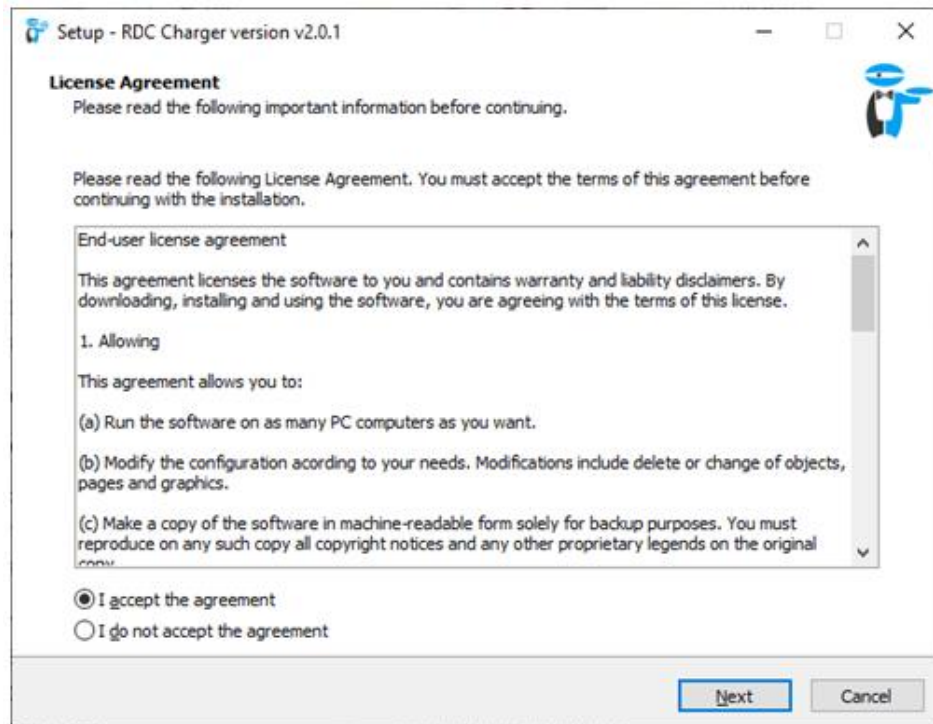 Setup - RDC Charger version v2.0.1
License Agreement
Please read the following important information before continuing.
Please read the following License Agreement. You must accept the terms of this agreement before
continuing with the installation.
End-user license agreement
This agreement licenses the software to you and contains warranty and liability disclaimers. By
downloading, installing and using the software, you are agreeing with the terms of this license.
1. Allowing
This agreement allows you to:
(a) Run the software on as many PC computers as you want.
(b) Modify the configuration acording to your needs. Modifications include delete or change of objects,
pages and graphics.
(c) Make a copy of the software in machine-readable form solely for backup purposes. You must
reproduce on any such copy all copyright notices and any other proprietary legends on the original
copy.
I accept the agreement
I do not accept the agreement
Next
Cancel